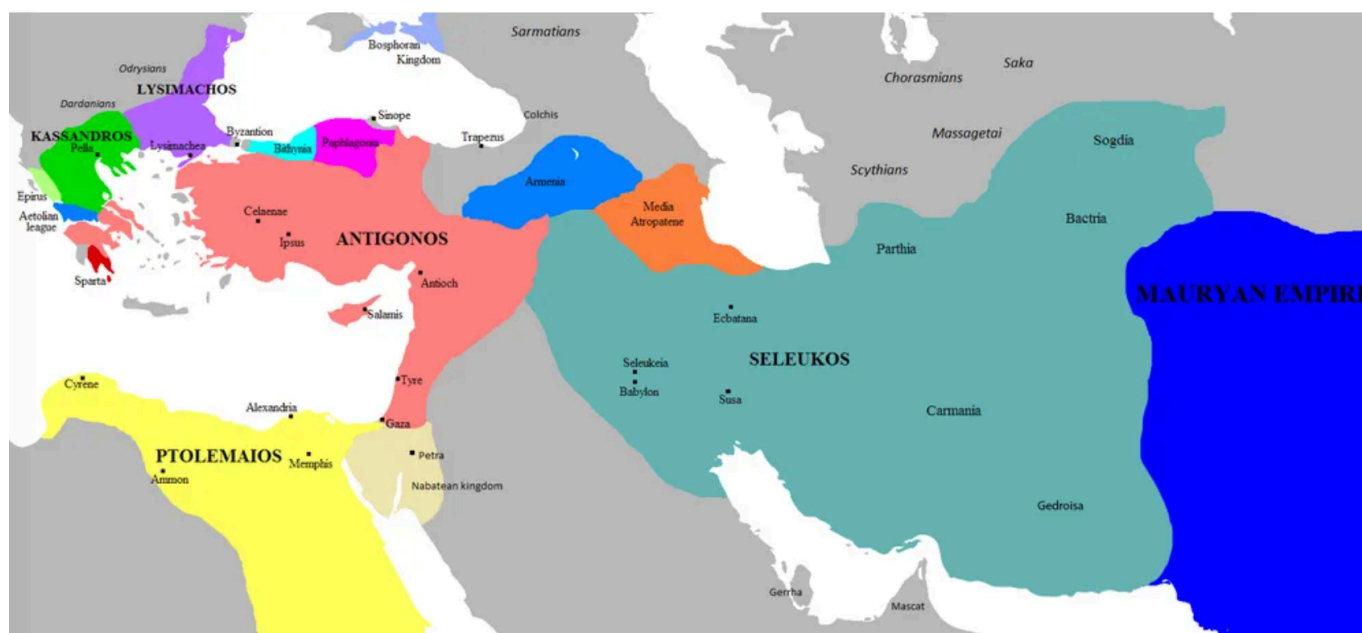 Bosphoran
Kingdom
Sarmatians
Saka
Chorasmians
Odrysians
LYSIMACHOS
Dardanians
KASSANDROS
Pella
Lysimachea
Byzantion
Bithynia
Paphlagonia
Sinope
Trapezus
Colchis
Massagetai
Sogdia
Scythians
Armenia
Epirus
Aetolian
league
Sparta
Celaenae
Ipsus
ANTIGONOS
Media
Atropatene
Parthia
Bactria
Antioch
Salamis
MAURYAN EMPIRE
Ecbatana
SELEUKOS
Seleukeia
Babylon
Susa
Cyrene
Tyre
Alexandria
Gaza
Carmania
PTOLEMAIOS
Memphis
Ammon
Petra
Nabatean kingdom
Gedroisa
Gerrha
Mascat